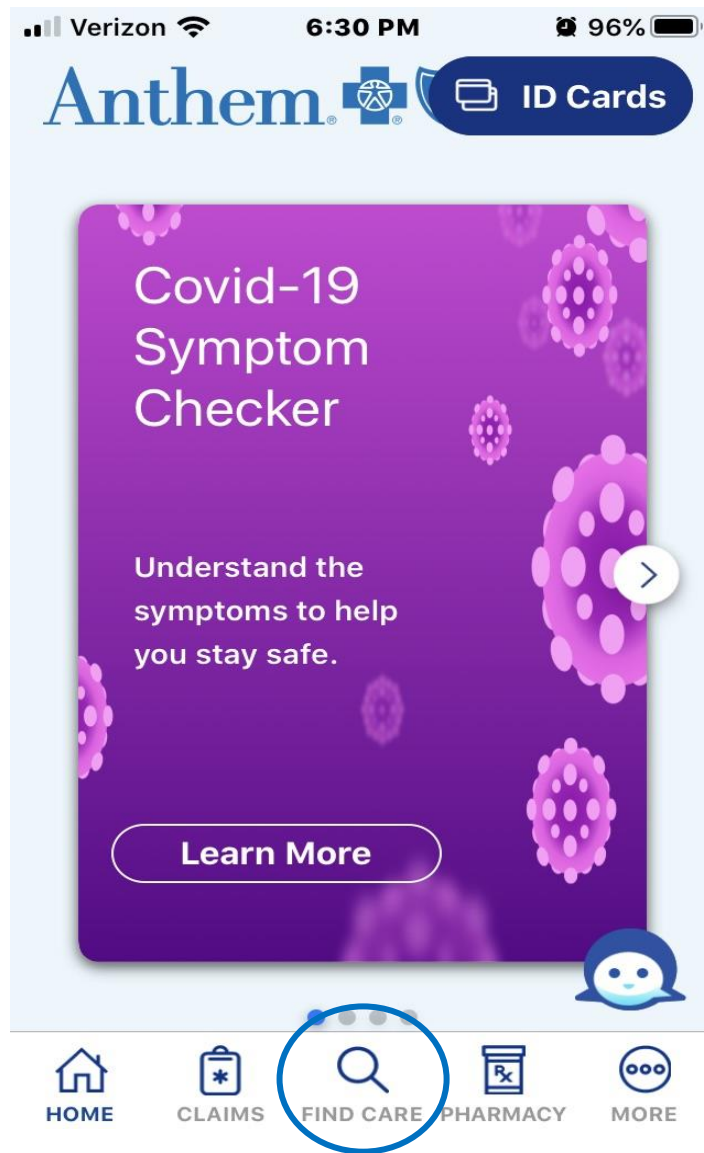 Verizon 6:30 PM 96%
Anthem ID Cards
Covid-19
Symptom
Checker
Understand the
symptoms to help
you stay safe.
Learn More
HOME CLAIMS FIND CARE PHARMACY MORE